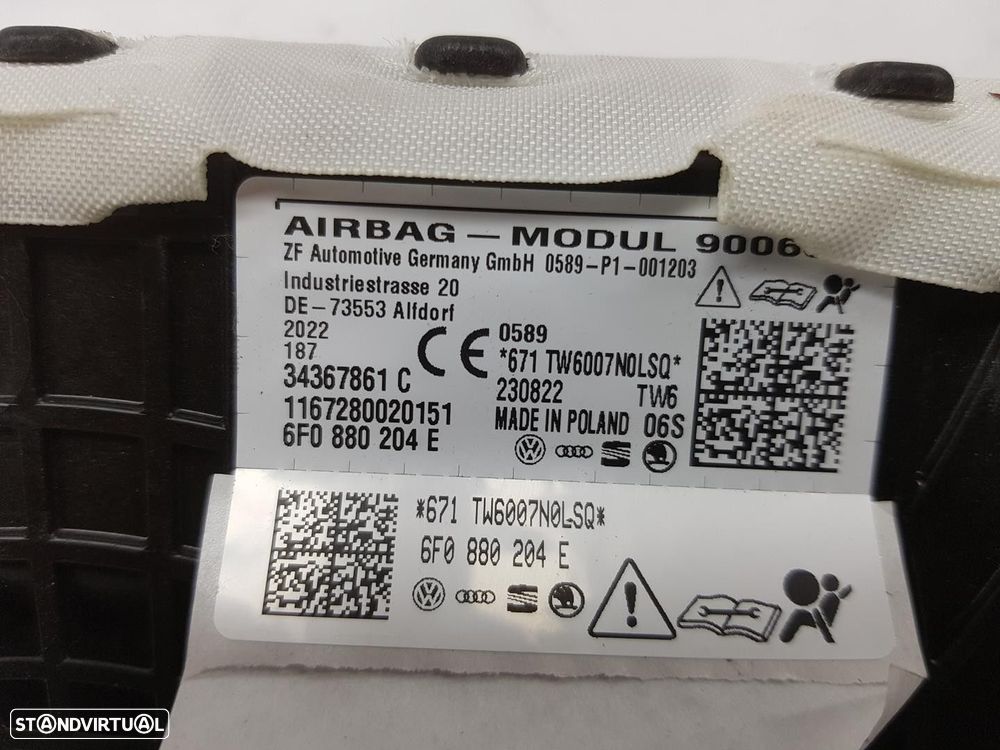 AIRBAG – MODUL
ZF Automotive Germany GmbH 0589-P1-001203
Industriestrasse 20
DE-73553 Alfdorf
2022
187
34367861 C
1167280020151
6F0 880 204 E
CE 0589
*671 TW6007N0LSQ*
230822 TW6
MADE IN POLAND 06S
*671 TW6007N0LSQ*
6F0 880 204 E
STANDVIRTUAL